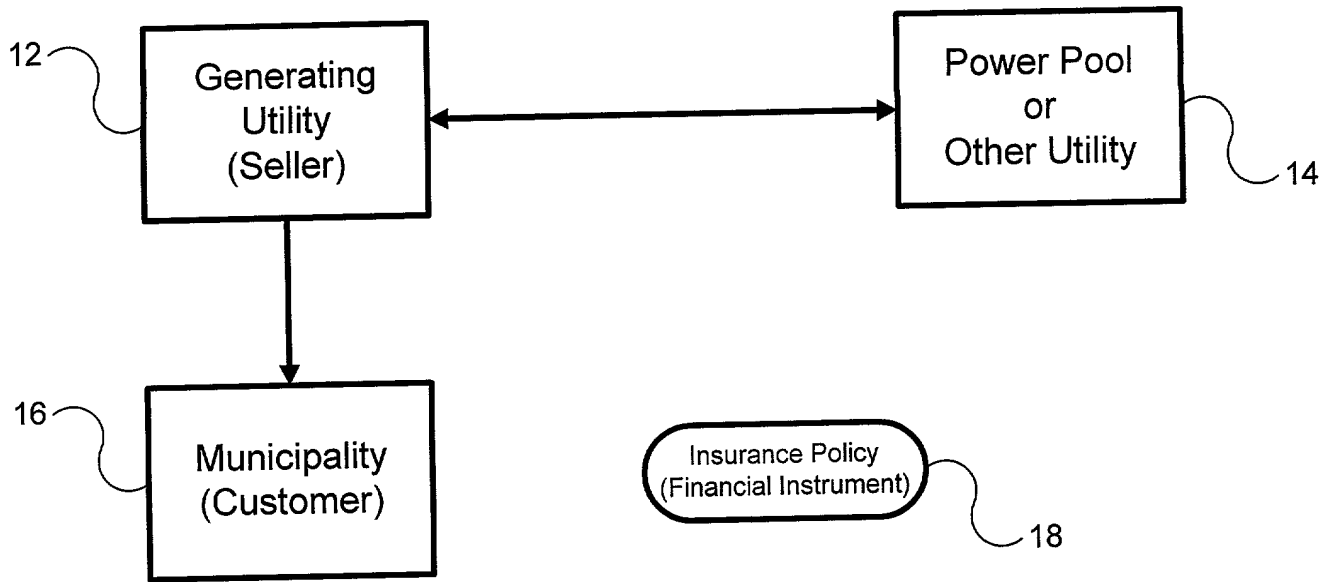 12
Generating
Utility
(Seller)
Power Pool
or
Other Utility
14
16
Municipality
(Customer)
Insurance Policy
(Financial Instrument)
18